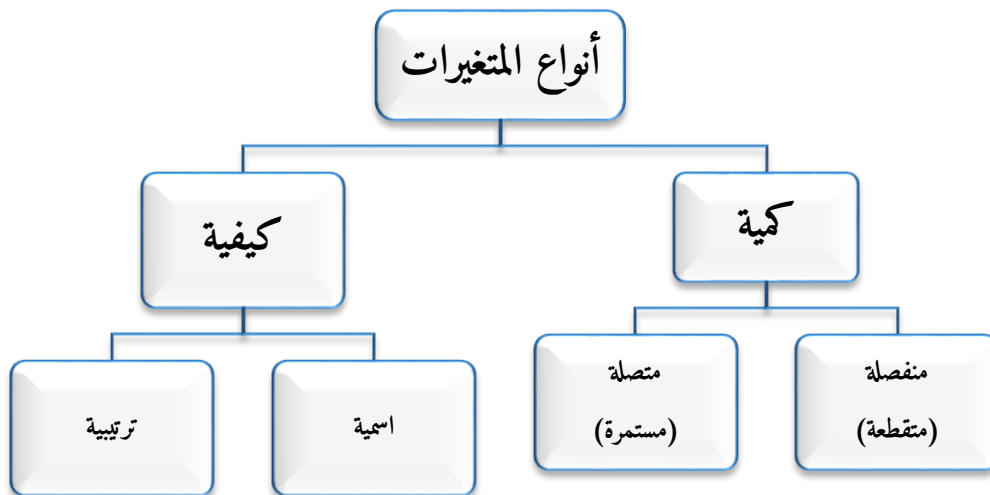 أنواع المتغيرات
كمية
كيفية
منفصلة
(متقطعة)
متصلة
(مستمرة)
اسمية
ترتيبية